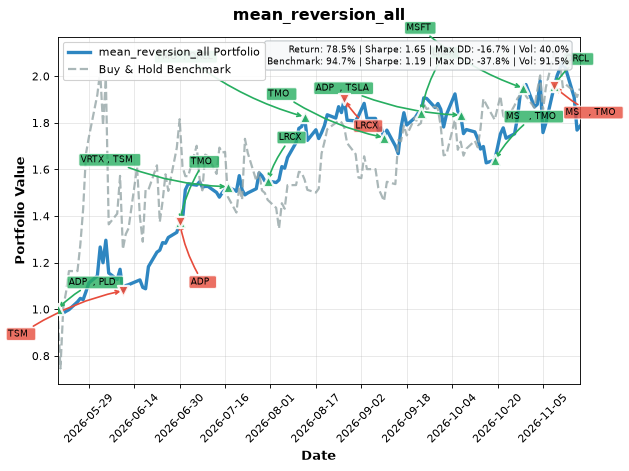 mean_reversion_all
MSFT
mean_reversion_all Portfolio
Buy & Hold Benchmark
Return: 78.5% | Sharpe: 1.65 | Max DD: -16.7% | Vol: 40.0%
Benchmark: 94.7% | Sharpe: 1.19 | Max DD: -37.8% | Vol: 91.5%
TMO
ADP , TSLA
MS , TMO
MS , TMO
LRCX
LRCX
VRTX , TSM
TMO
ADP , PLD
ADP
TSM
Portfolio Value
2.0
1.8
1.6
1.4
1.2
1.0
0.8
2026-05-29
2026-06-14
2026-06-30
2026-07-16
2026-08-01
2026-08-17
2026-09-02
2026-09-18
2026-10-04
2026-10-20
2026-11-05
Date